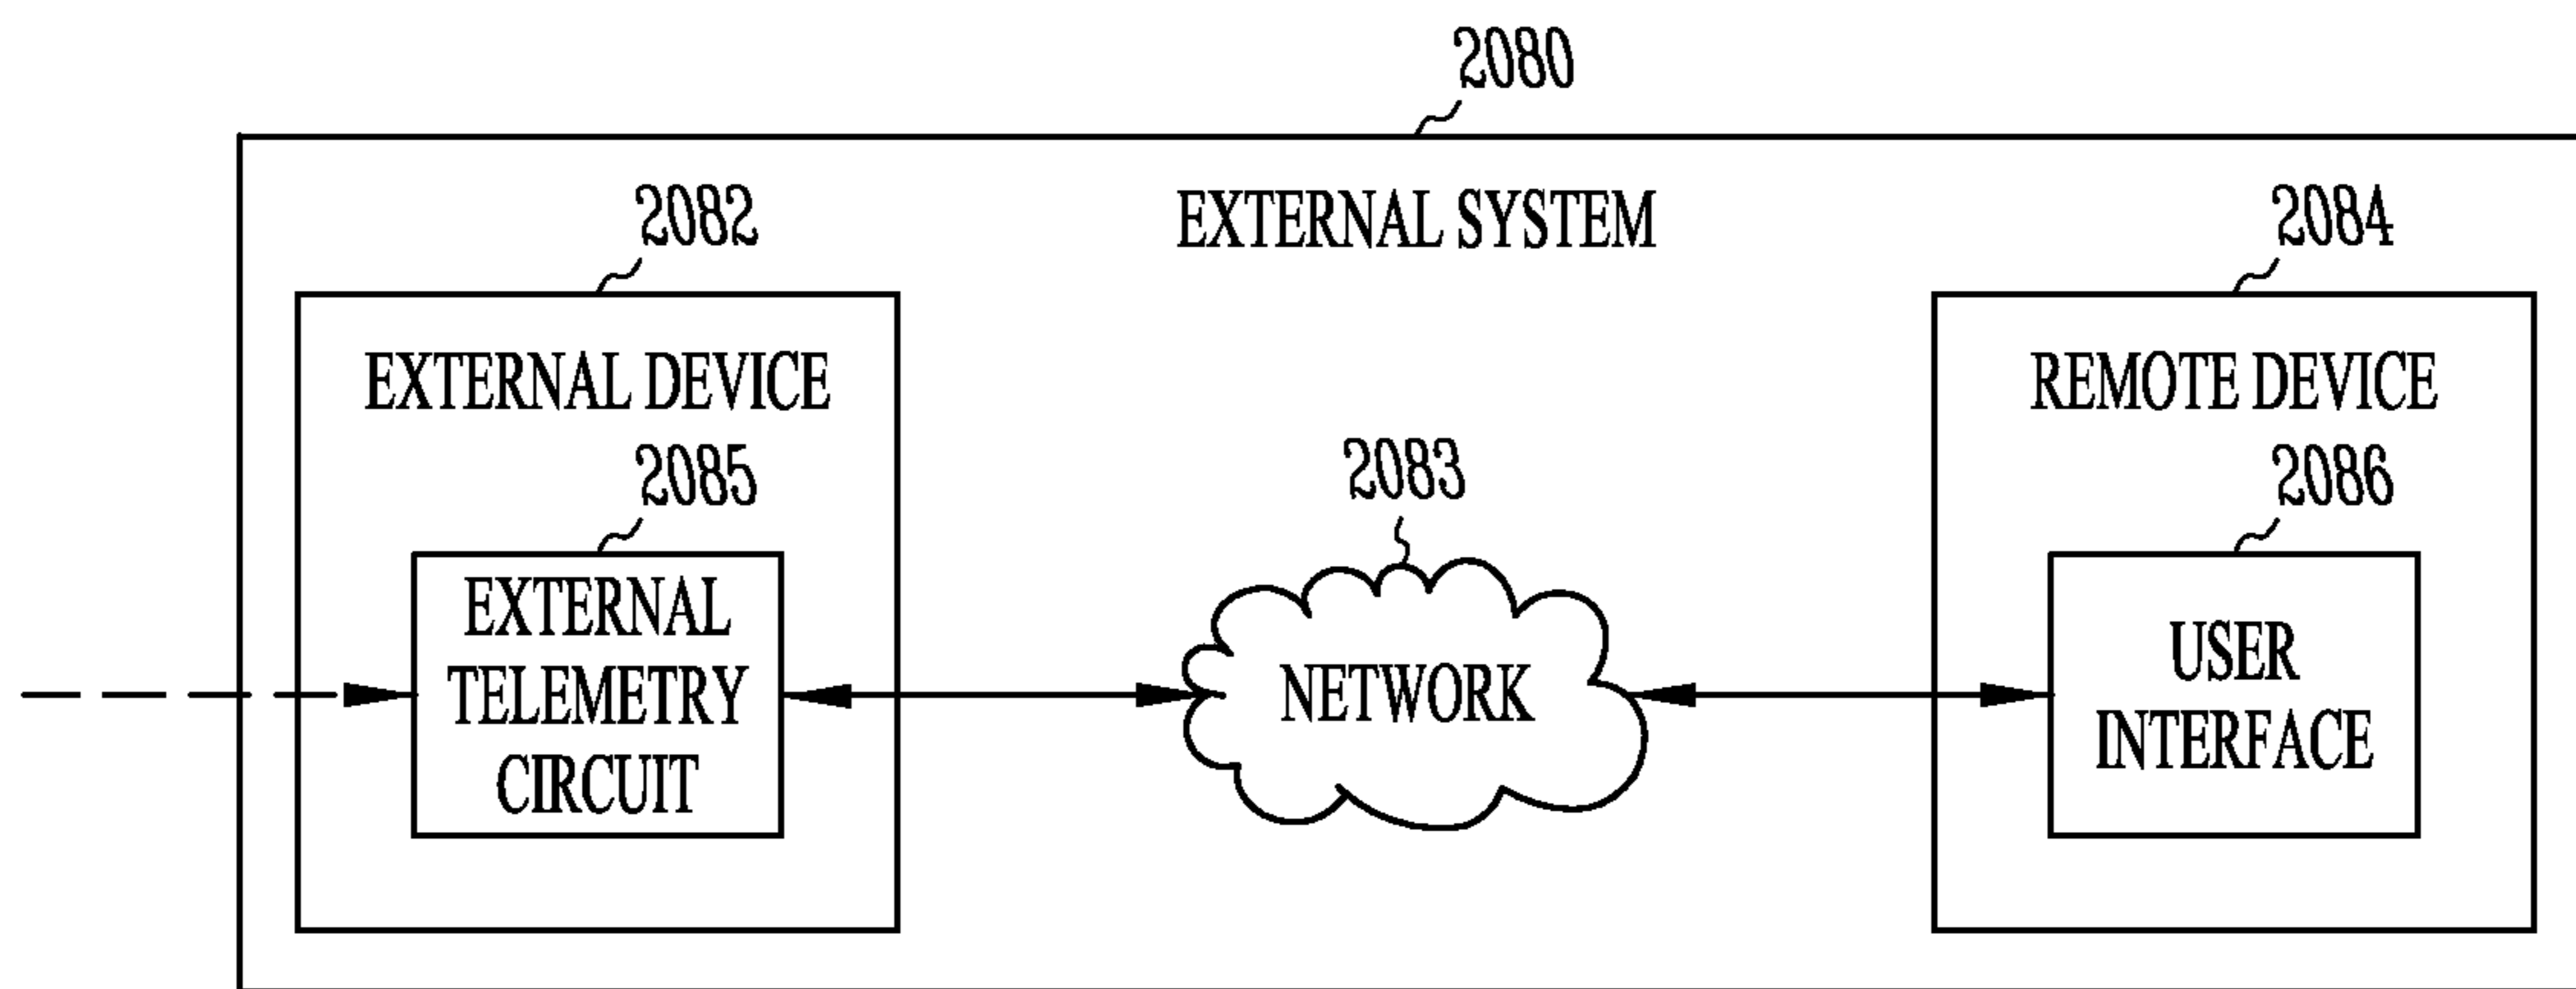 2080
EXTERNAL SYSTEM
2082
EXTERNAL DEVICE
2085
EXTERNAL
TELEMETRY
CIRCUIT
2083
NETWORK
2084
REMOTE DEVICE
2086
USER
INTERFACE